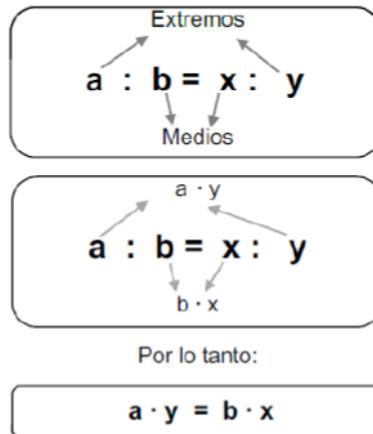 Extremos
a : b = x : y
Medios
a · y
a : b = x : y
b · x
Por lo tanto:
a · y = b · x